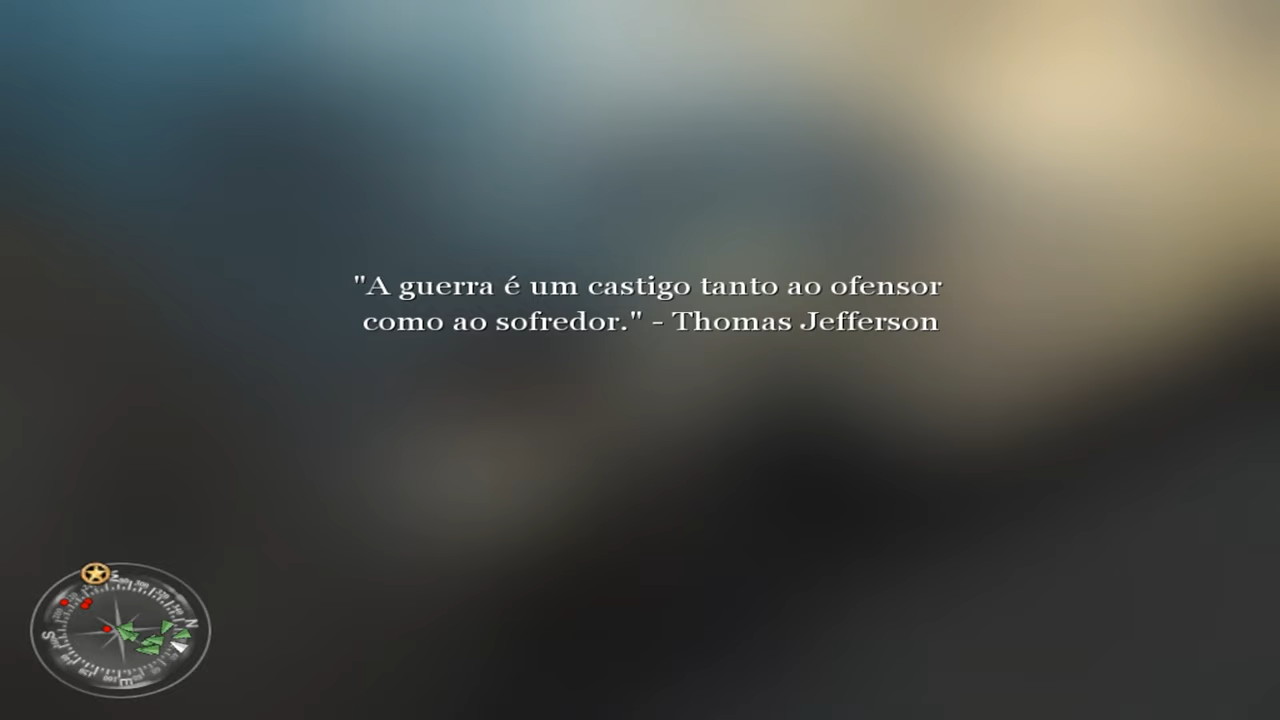 "A guerra é um castigo tanto ao ofensor
como ao sofredor." - Thomas Jefferson
N
S
E